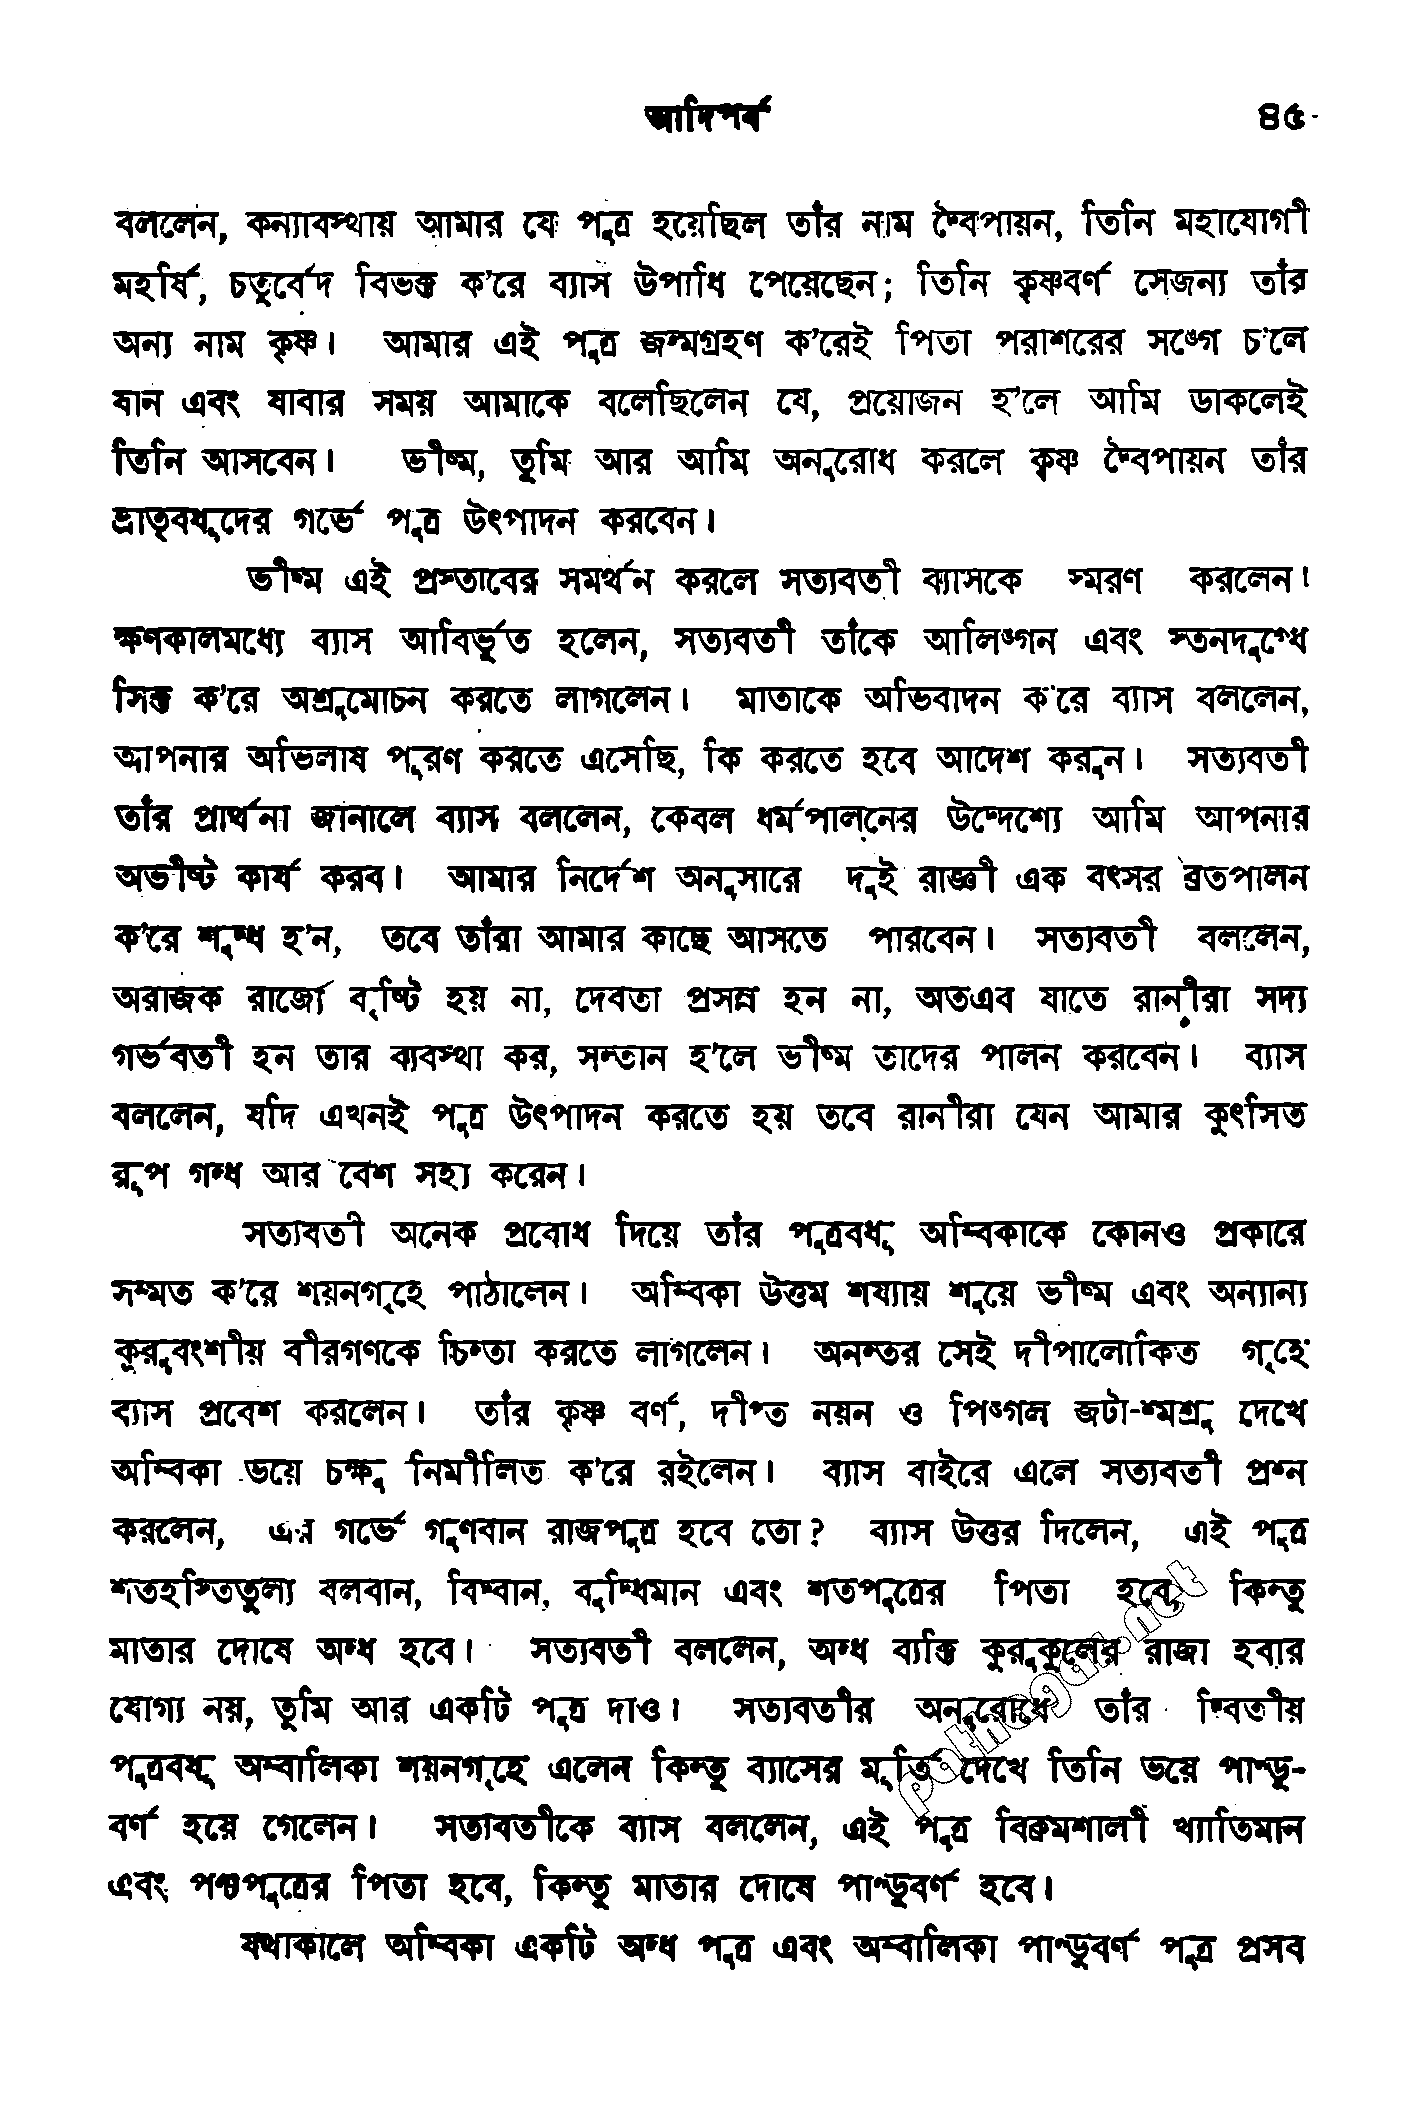 আদিপর্ব ৪৫
বললেন, কন্যাবস্থায় আমার যে পুত্র হয়েছিল তাঁর নাম দ্বৈপায়ন, তিনি মহাযোগী
মহর্ষি, চতুর্বেদ বিভক্ত ক'রে ব্যাস উপাধি পেয়েছেন; তিনি কৃষ্ণবর্ণ সেজন্য তাঁর
অন্য নাম কৃষ্ণ। আমার এই পুত্র জন্মগ্রহণ ক'রেই পিতা পরাশরের সঙ্গে চ'লে
যান এবং যাবার সময় আমাকে বলেছিলেন যে, প্রয়োজন হ'লে আমি ডাকলেই
তিনি আসবেন। ভীষ্ম, তুমি আর আমি অনুরোধ করলে কৃষ্ণ দ্বৈপায়ন তাঁর
ভ্রাতৃবধূদের গর্ভে পুত্র উৎপাদন করবেন।
ভীষ্ম এই প্রস্তাবের সমর্থন করলে সত্যবতী ব্যাসকে স্মরণ করলেন।
ক্ষণকালমধ্যে ব্যাস আবির্ভূত হলেন, সত্যবতী তাঁকে আলিঙ্গন এবং স্তনদুগ্ধে
সিক্ত ক'রে অশ্রুমোচন করতে লাগলেন। মাতাকে অভিবাদন ক'রে ব্যাস বললেন,
আপনার অভিলাষ পূরণ করতে এসেছি, কি করতে হবে আদেশ করুন। সত্যবতী
তাঁর প্রার্থনা জানালে ব্যাস বললেন, কেবল ধর্মপালনের উদ্দেশ্যে আমি আপনার
অভীষ্ট কার্য করব। আমার নির্দেশ অনুসারে দুই রাজ্ঞী এক বৎসর ব্রতপালন
ক'রে শুদ্ধ হ'ন, তবে তাঁরা আমার কাছে আসতে পারবেন। সত্যবতী বললেন,
অরাজক রাজ্যে বৃষ্টি হয় না, দেবতা প্রসন্ন হন না, অতএব যাতে রানীরা সদ্য
গর্ভবতী হন তার ব্যবস্থা কর, সন্তান হ'লে ভীষ্ম তাদের পালন করবেন। ব্যাস
বললেন, যদি এখনই পুত্র উৎপাদন করতে হয় তবে রানীরা যেন আমার কুৎসিত
রূপ গন্ধ আর বেশ সহ্য করেন।
সত্যবতী অনেক প্রবোধ দিয়ে তাঁর পুত্রবধূ অম্বিকাকে কোনও প্রকারে
সম্মত ক'রে শয়নগৃহে পাঠালেন। অম্বিকা উত্তম শয্যায় শুয়ে ভীষ্ম এবং অন্যান্য
কুরুবংশীয় বীরগণকে চিন্তা করতে লাগলেন। অনন্তর সেই দীপালোকিত গৃহে
ব্যাস প্রবেশ করলেন। তাঁর কৃষ্ণ বর্ণ, দীপ্ত নয়ন ও পিঙ্গল জটা-শ্মশ্রু দেখে
অম্বিকা ভয়ে চক্ষু নিমীলিত ক'রে রইলেন। ব্যাস বাইরে এলে সত্যবতী প্রশ্ন
করলেন, এর গর্ভে গুণবান রাজপুত্র হবে তো? ব্যাস উত্তর দিলেন, এই পুত্র
শতহস্তিতুল্য বলবান, বিদ্বান, বুদ্ধিমান এবং শতপুত্রের পিতা হবে, কিন্তু
মাতার দোষে অন্ধ হবে। সত্যবতী বললেন, অন্ধ ব্যক্তি কুরুকুলের রাজা হবার
যোগ্য নয়, তুমি আর একটি পুত্র দাও। সত্যবতীর অনুরোধে তাঁর দ্বিতীয়
পুত্রবধূ অম্বালিকা শয়নগৃহে এলেন কিন্তু ব্যাসের মূর্তি দেখে তিনি ভয়ে পাণ্ডু-
বর্ণ হয়ে গেলেন। সত্যবতীকে ব্যাস বললেন, এই পুত্র বিক্রমশালী খ্যাতিমান
এবং পঞ্চপুত্রের পিতা হবে, কিন্তু মাতার দোষে পাণ্ডুবর্ণ হবে।
যথাকালে অম্বিকা একটি অন্ধ পুত্র এবং অম্বালিকা পাণ্ডুবর্ণ পুত্র প্রসব
pathagar.net